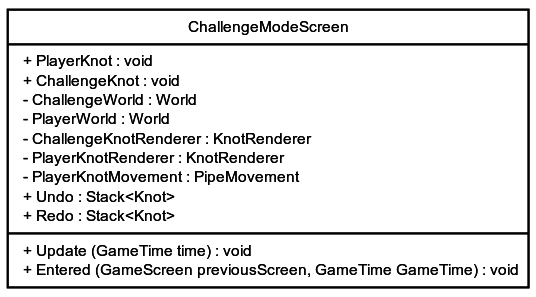 ChallengeModeScreen
+ PlayerKnot : void
+ ChallengeKnot : void
- ChallengeWorld : World
- PlayerWorld : World
- ChallengeKnotRenderer : KnotRenderer
- PlayerKnotRenderer : KnotRenderer
- PlayerKnotMovement : PipeMovement
+ Undo : Stack<Knot>
+ Redo : Stack<Knot>
+ Update (GameTime time) : void
+ Entered (GameScreen previousScreen, GameTime GameTime) : void